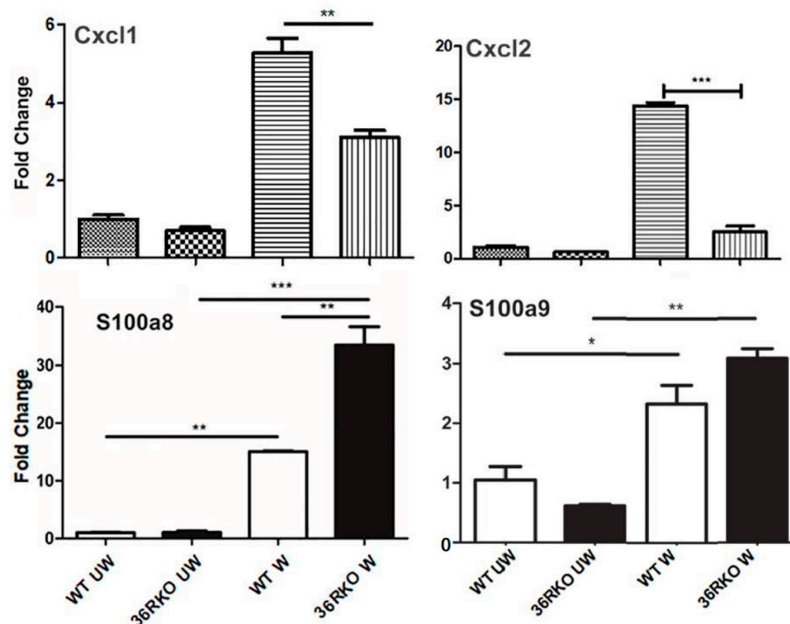 Cxcl1
**
Fold Change
6
4
2
0
Cxcl2
***
20
15
10
5
0
S100a8
***
**
**
Fold Change
40
30
20
10
0
WT UW
36RKO UW
WT W
36RKO W
S100a9
**
*
4
3
2
1
0
WT UW
36RKO UW
WT W
36RKO W